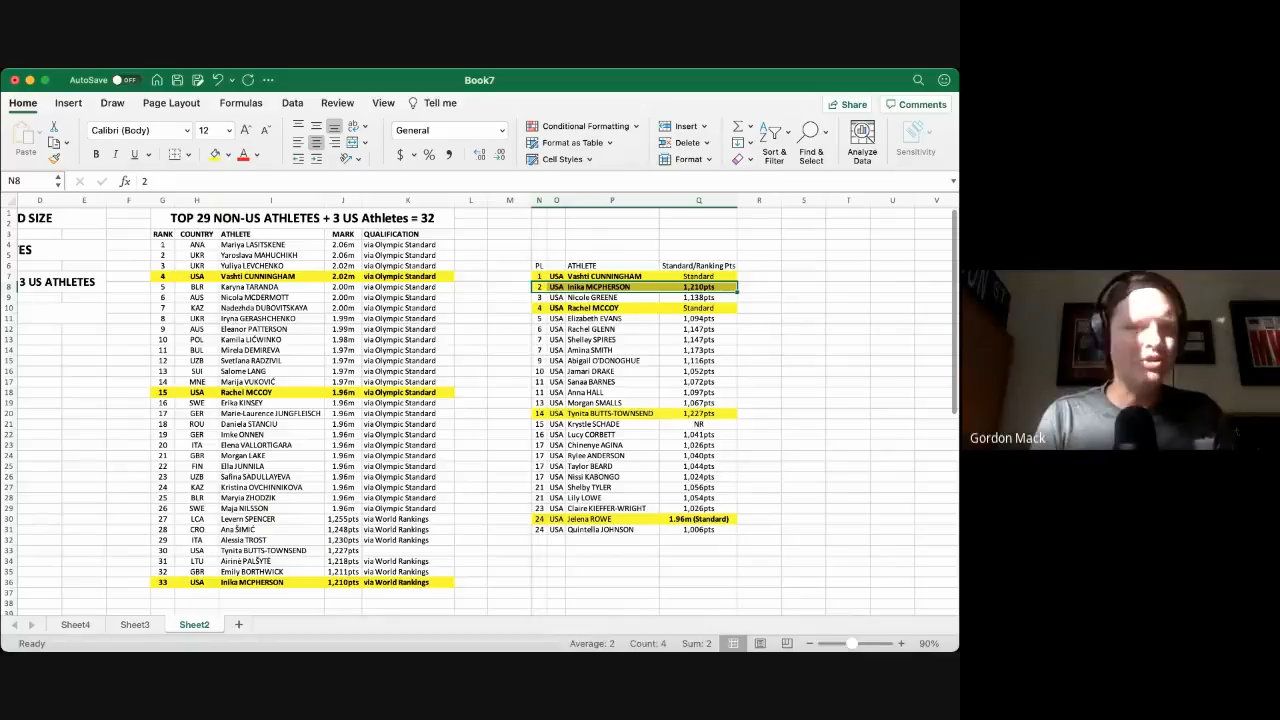 AutoSave OFF
Book7
Home Insert Draw Page Layout Formulas Data Review View Tell me
Share Comments
Calibri (Body) 12 General
Conditional Formatting
Format as Table
Cell Styles
Insert
Delete
Format
Paste
Sort & Filter
Find & Select
Analyze Data
Sensitivity
N8 fx 2
D E F G H I J K L M N O P Q R S T U V
D SIZE
TES
3 US ATHLETES
TOP 29 NON-US ATHLETES + 3 US Athletes = 32
RANK COUNTRY ATHLETE MARK QUALIFICATION
1 ANA Mariya LASITSKENE 2.06m via Olympic Standard
2 UKR Yaroslava MAHUCHIKH 2.06m via Olympic Standard
3 UKR Yuliya LEVCHENKO 2.02m via Olympic Standard
4 USA Vashti CUNNINGHAM 2.02m via Olympic Standard
5 BLR Karyna TARANDA 2.00m via Olympic Standard
6 AUS Nicola MCDERMOTT 2.00m via Olympic Standard
7 KAZ Nadezhda DUBOVITSKAYA 2.00m via Olympic Standard
8 UKR Iryna GERASHCHENKO 1.99m via Olympic Standard
9 AUS Eleanor PATTERSON 1.99m via Olympic Standard
10 POL Kamila LIĆWINKO 1.98m via Olympic Standard
11 BUL Mirela DEMIREVA 1.97m via Olympic Standard
12 UZB Svetlana RADZIVIL 1.97m via Olympic Standard
13 SUI Salome LANG 1.97m via Olympic Standard
14 MNE Marija VUKOVIĆ 1.97m via Olympic Standard
15 USA Rachel MCCOY 1.96m via Olympic Standard
16 SWE Erika KINSEY 1.96m via Olympic Standard
17 GER Marie-Laurence JUNGFLEISCH 1.96m via Olympic Standard
18 ROU Daniela STANCIU 1.96m via Olympic Standard
19 GER Imke ONNEN 1.96m via Olympic Standard
20 ITA Elena VALLORTIGARA 1.96m via Olympic Standard
21 GBR Morgan LAKE 1.96m via Olympic Standard
22 FIN Ella JUNNILA 1.96m via Olympic Standard
23 UZB Safina SADULLAYEVA 1.96m via Olympic Standard
24 KAZ Kristina OVCHINNIKOVA 1.96m via Olympic Standard
25 BLR Maryia ZHODZIK 1.96m via Olympic Standard
26 SWE Maja NILSSON 1.96m via Olympic Standard
27 LCA Levern SPENCER 1,255pts via World Rankings
28 CRO Ana ŠIMIĆ 1,248pts via World Rankings
29 ITA Alessia TROST 1,230pts via World Rankings
30 USA Tynita BUTTS-TOWNSEND 1,227pts
31 LTU Airinė PALŠYTĖ 1,218pts via World Rankings
32 GBR Emily BORTHWICK 1,211pts via World Rankings
33 USA Inika MCPHERSON 1,210pts via World Rankings
PL ATHLETE Standard/Ranking Pts
1 USA Vashti CUNNINGHAM Standard
2 USA Inika MCPHERSON 1,210pts
3 USA Nicole GREENE 1,138pts
4 USA Rachel MCCOY Standard
5 USA Elizabeth EVANS 1,094pts
6 USA Rachel GLENN 1,147pts
7 USA Shelley SPIRES 1,147pts
7 USA Amina SMITH 1,173pts
9 USA Abigail O'DONOGHUE 1,116pts
10 USA Jamari DRAKE 1,052pts
11 USA Sanaa BARNES 1,072pts
11 USA Anna HALL 1,097pts
13 USA Morgan SMALLS 1,067pts
14 USA Tynita BUTTS-TOWNSEND 1,227pts
15 USA Krystle SCHADE NR
16 USA Lucy CORBETT 1,041pts
17 USA Chinenye AGINA 1,026pts
17 USA Rylee ANDERSON 1,040pts
17 USA Taylor BEARD 1,044pts
17 USA Nissi KABONGO 1,024pts
21 USA Shelby TYLER 1,056pts
21 USA Lily LOWE 1,054pts
23 USA Claire KIEFFER-WRIGHT 1,026pts
24 USA Jelena ROWE 1.96m (Standard)
24 USA Quintella JOHNSON 1,006pts
Gordon Mack
Sheet4 Sheet3 Sheet2
Ready Average: 2 Count: 4 Sum: 2 90%